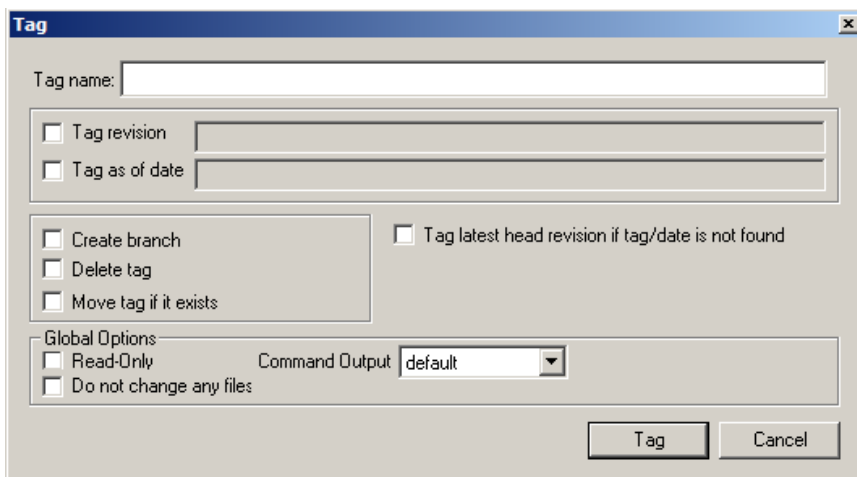 Tag
Tag name:
Tag revision
Tag as of date
Create branch
Tag latest head revision if tag/date is not found
Delete tag
Move tag if it exists
Global Options
Read-Only Command Output default
Do not change any files
Tag Cancel